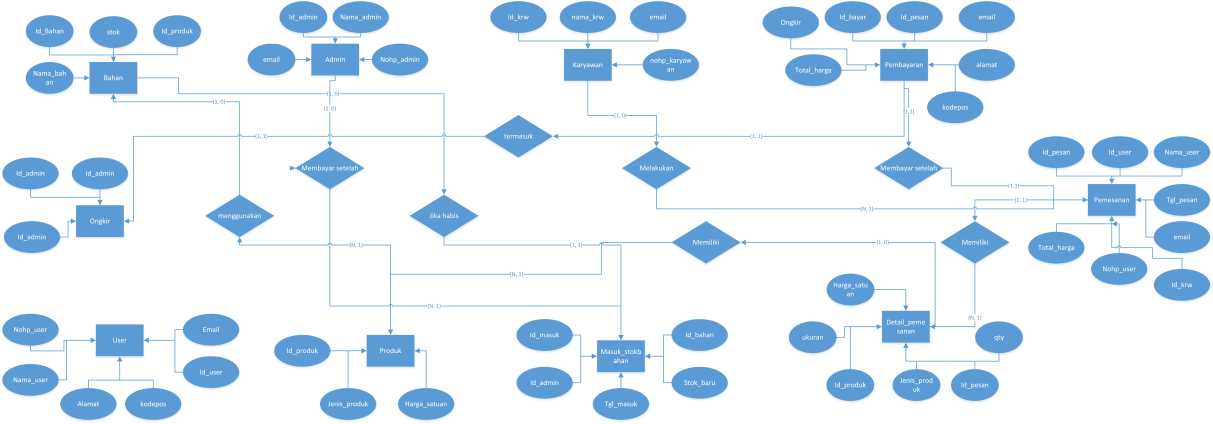 Id_admin
Nama_admin
Id_krw
nama_krw
email
Ongkir
Id_bayar
Id_pesan
email
Id_Bahan
stok
Id_produk
email
Admin
Nohp_admin
Karyawan
nohp_karyaw
an
Total_harga
Pembayaran
alamat
Nama_bah
an
Bahan
kodepos
(1, 0)
(1, 0)
(1, 0)
(1, 0)
(1,1)
(1, 1)
termasuk
(1, 1)
Id_pesan
Id_user
Nama_user
Id_admin
Id_admin
Membayar setelah
Melakukan
Membayar setelah
(1,1)
Pemesanan
Tgl_pesan
(1, 1)
(N, 1)
Ongkir
menggunakan
Jika habis
Id_admin
(N, 1)
(1, 1)
Memiliki
(1, 0)
Memiliki
Total_harga
email
Nohp_user
Id_krw
(N, 1)
(N, 1)
Harga_satu
an
(N, 1)
Nohp_user
User
Email
Id_masuk
Id_bahan
ukuran
Detail_peme
sanan
qty
Id_produk
Produk
Masuk_stokb
ahan
Nama_user
Id_user
Id_admin
Stok_baru
Id_produk
Jenis_prod
uk
Id_pesan
Alamat
kodepos
Jenis_produk
Harga_satuan
Tgl_masuk